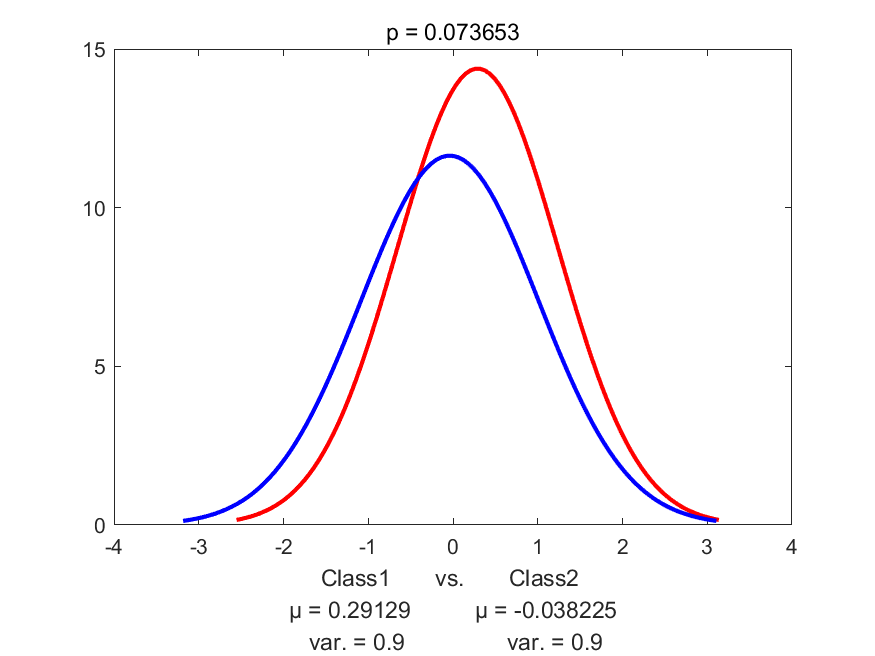 p = 0.073653
15
10
5
0
-4 -3 -2 -1 0 1 2 3 4
Class1 vs. Class2
μ = 0.29129 μ = -0.038225
var. = 0.9 var. = 0.9